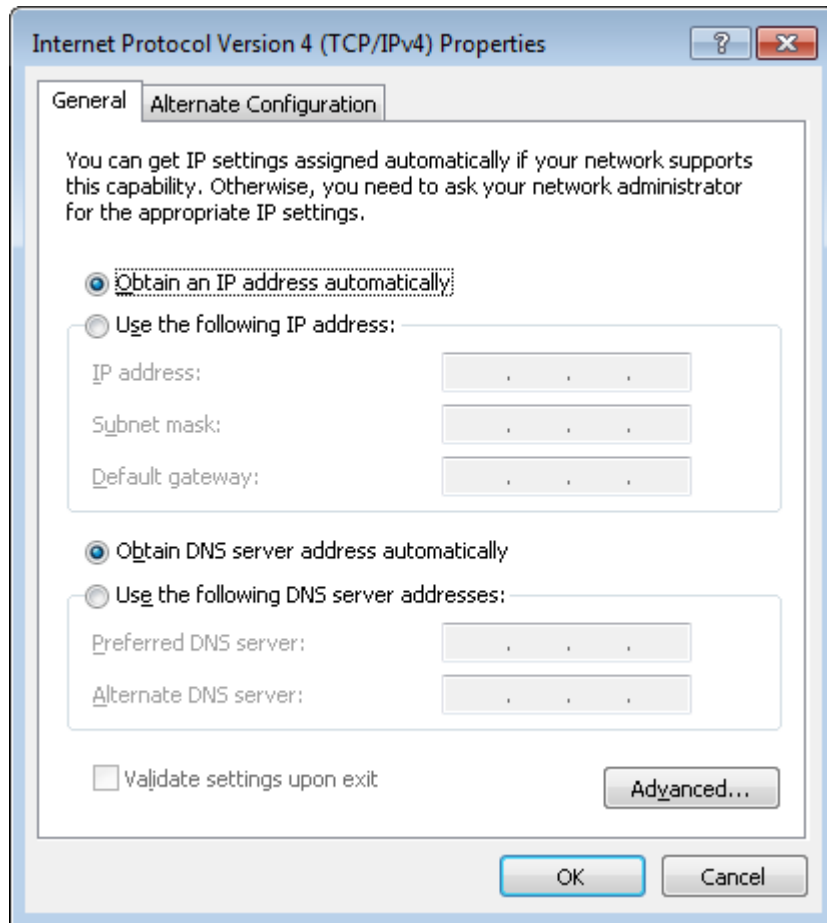 Internet Protocol Version 4 (TCP/IPv4) Properties
General
Alternate Configuration
You can get IP settings assigned automatically if your network supports
this capability. Otherwise, you need to ask your network administrator
for the appropriate IP settings.
Obtain an IP address automatically
Use the following IP address:
IP address:
Subnet mask:
Default gateway:
Obtain DNS server address automatically
Use the following DNS server addresses:
Preferred DNS server:
Alternate DNS server:
Validate settings upon exit
Advanced...
OK
Cancel